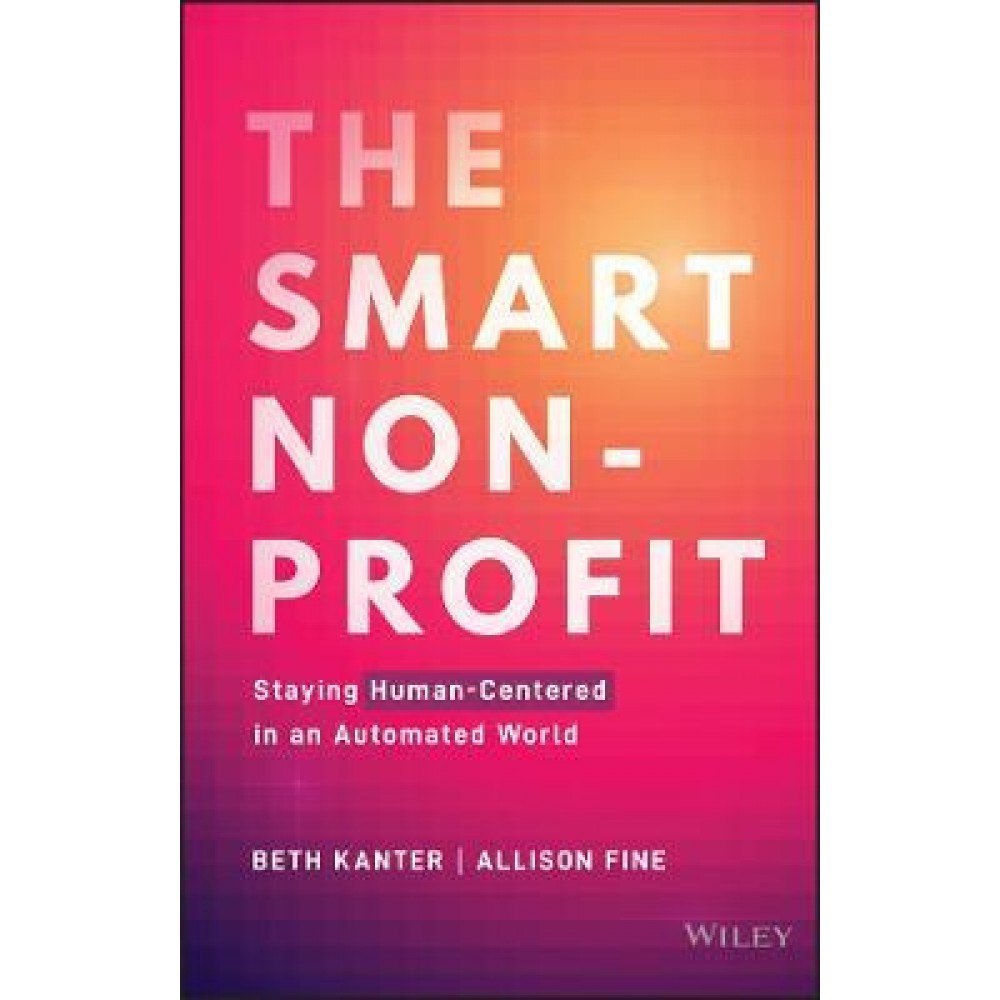 THE
SMART
NON-
PROFIT
Staying Human-Centered
in an Automated World
BETH KANTER | ALLISON FINE
WILEY